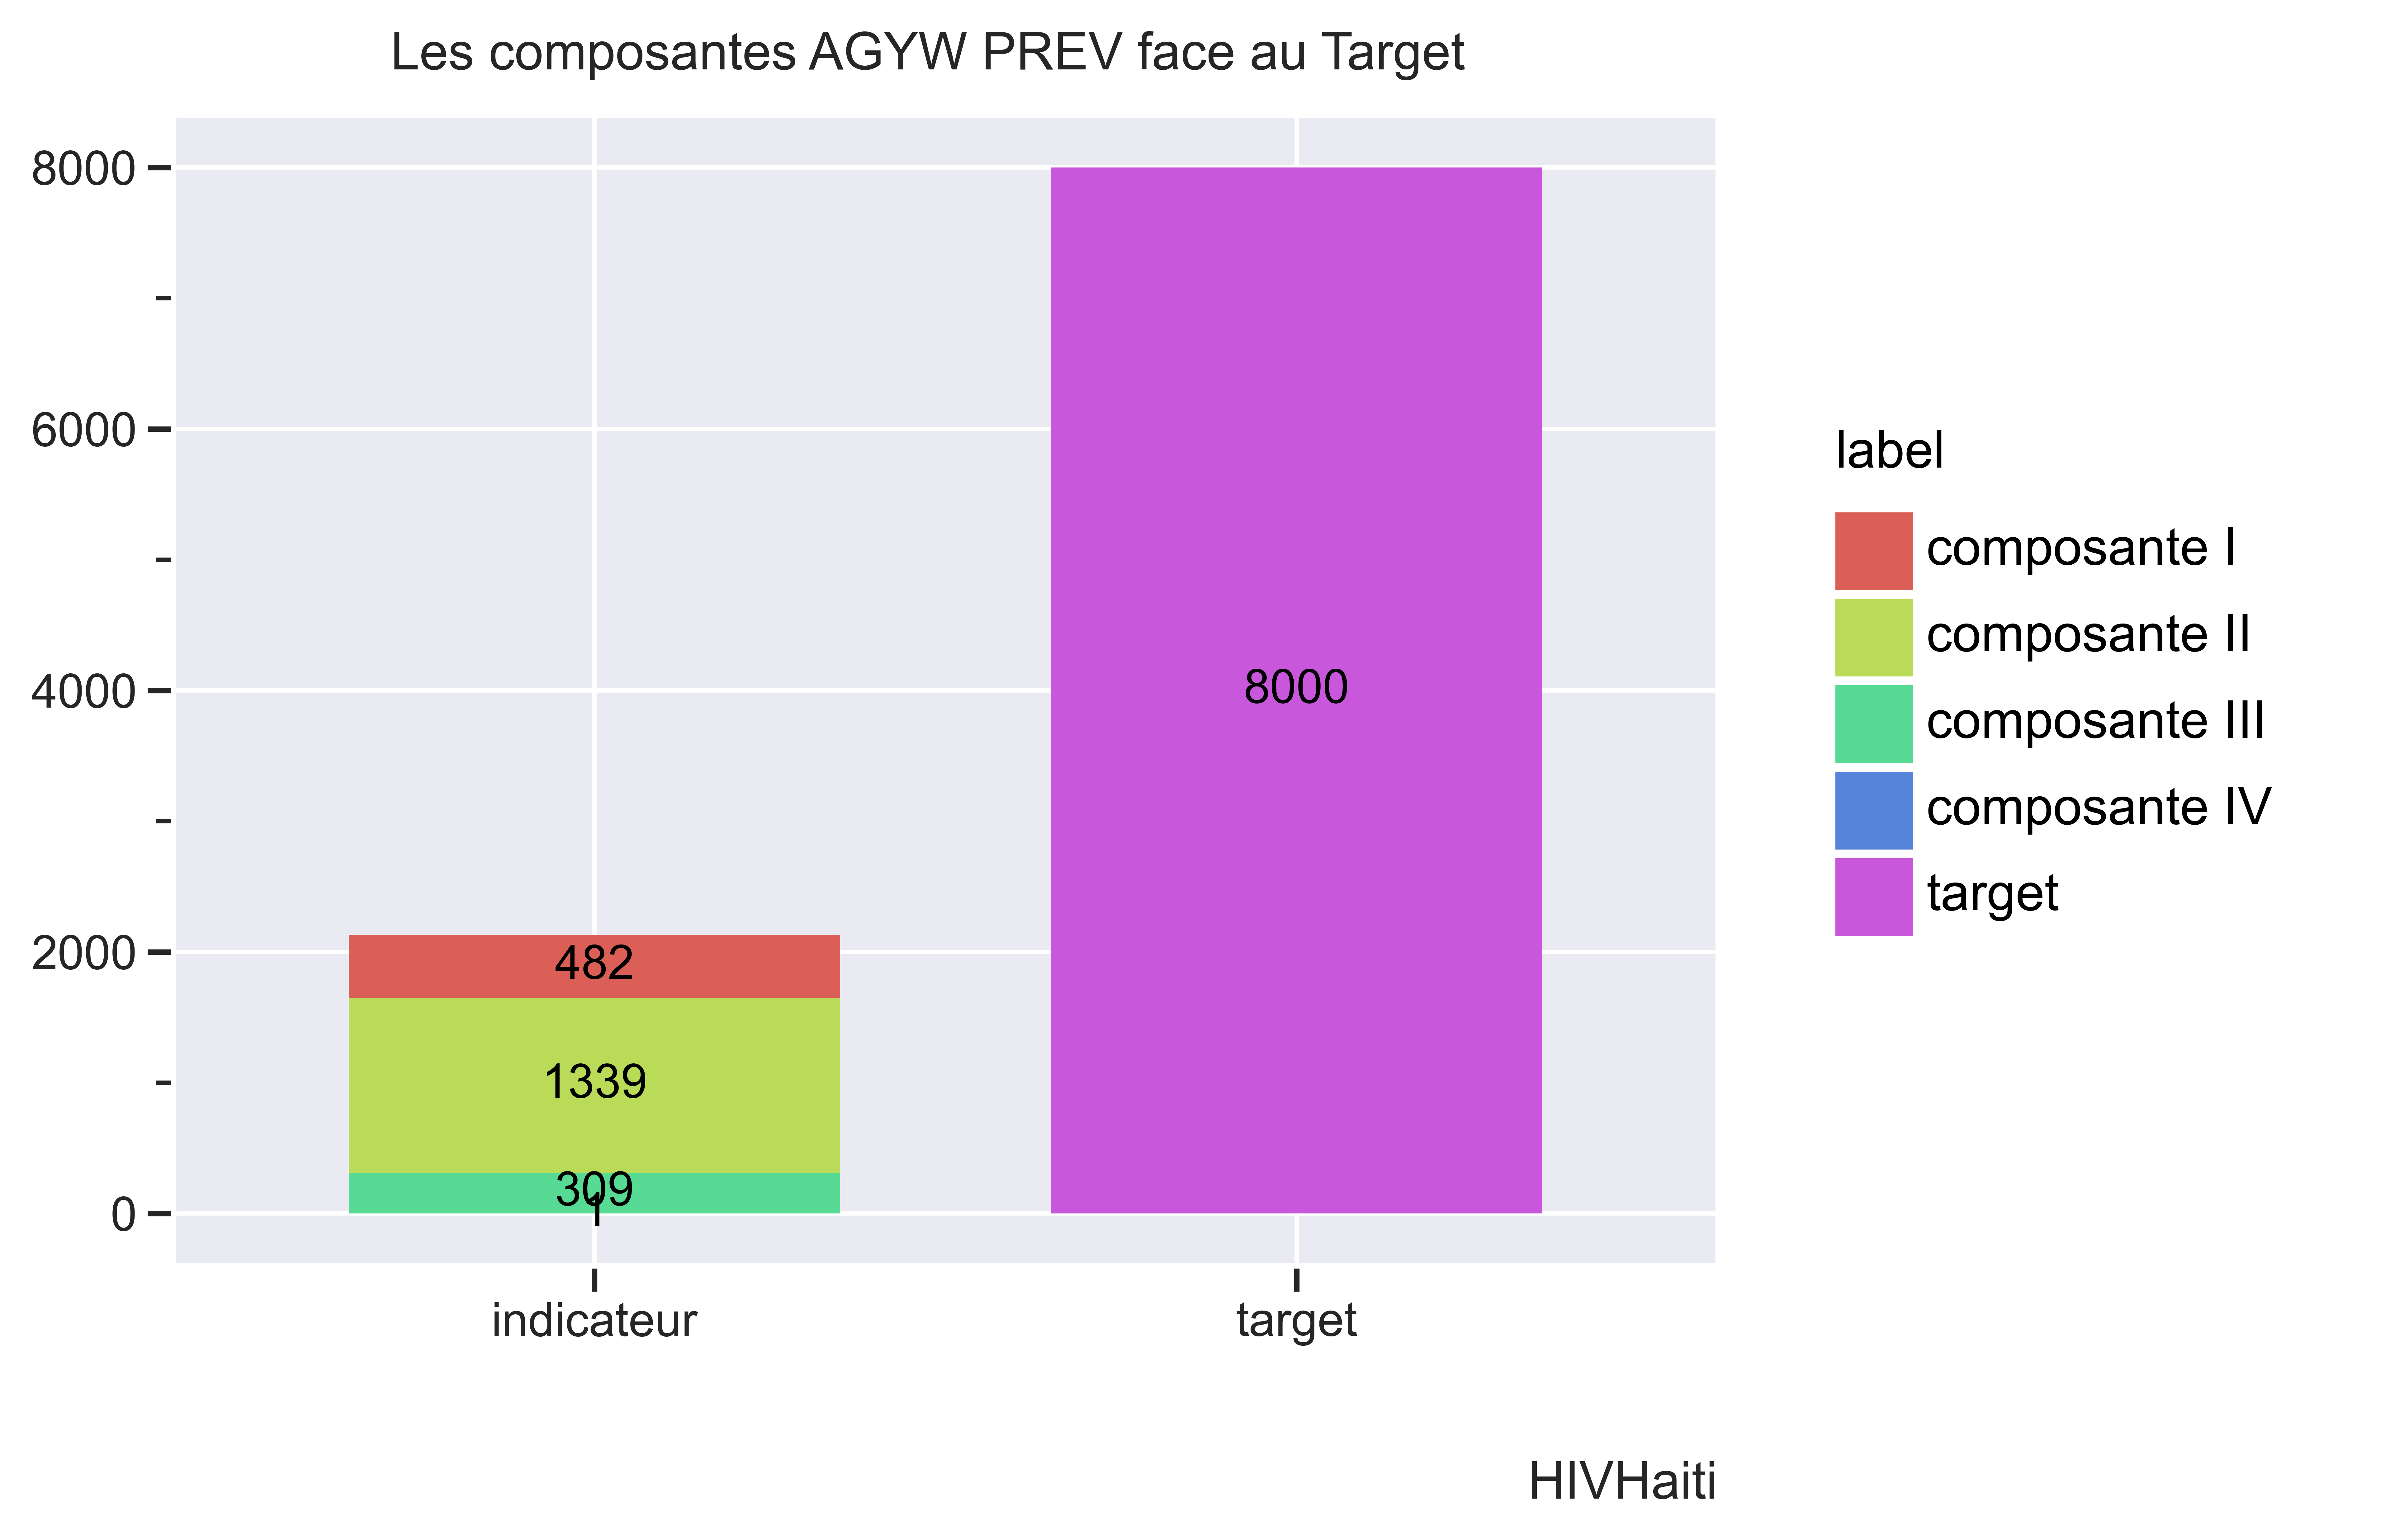 Les composantes AGYW PREV face au Target
8000
6000
4000
2000
0
482
1339
309
1
8000
indicateur
target
label
composante I
composante II
composante III
composante IV
target
HIVHaiti